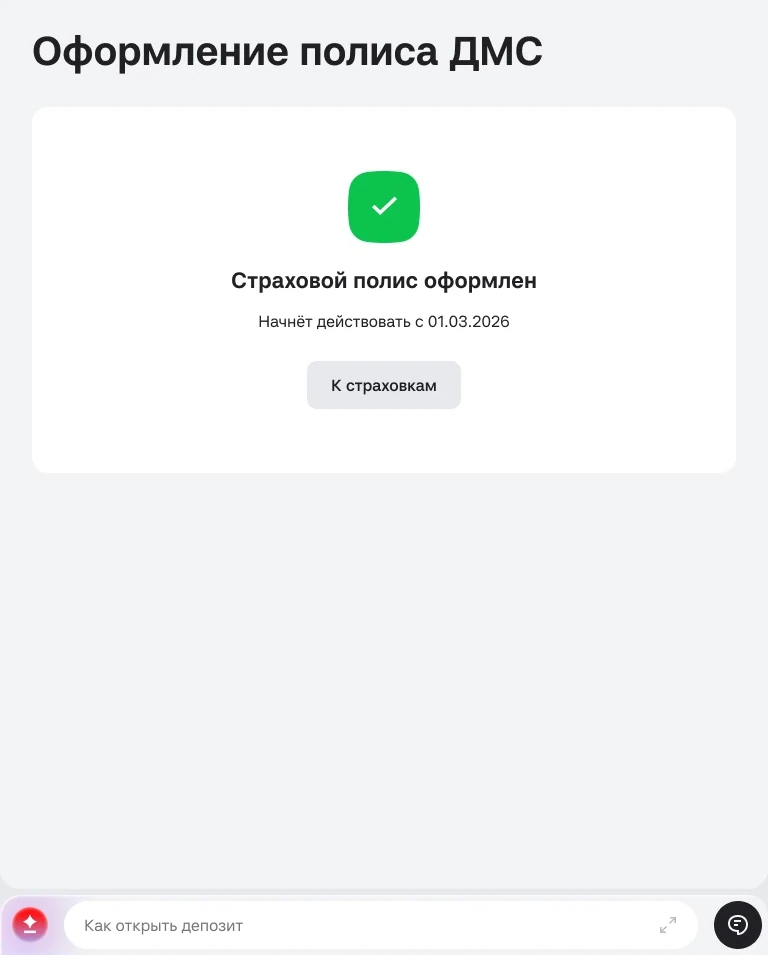 Оформление полиса ДМС
Страховой полис оформлен
Начнёт действовать с 01.03.2026
К страховкам
Как открыть депозит